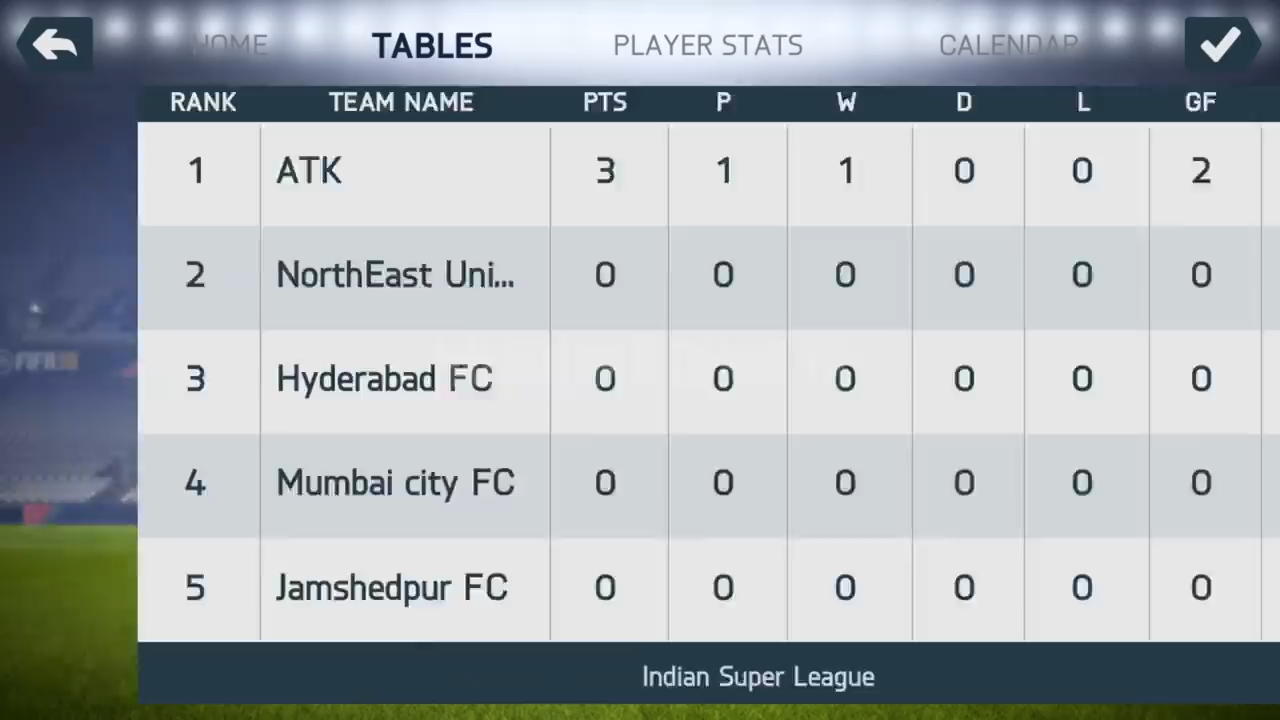 HOME TABLES PLAYER STATS CALENDAR
RANK TEAM NAME PTS P W D L GF
1 ATK 3 1 1 0 0 2
2 NorthEast Uni... 0 0 0 0 0 0
3 Hyderabad FC 0 0 0 0 0 0
4 Mumbai city FC 0 0 0 0 0 0
5 Jamshedpur FC 0 0 0 0 0 0
Indian Super League